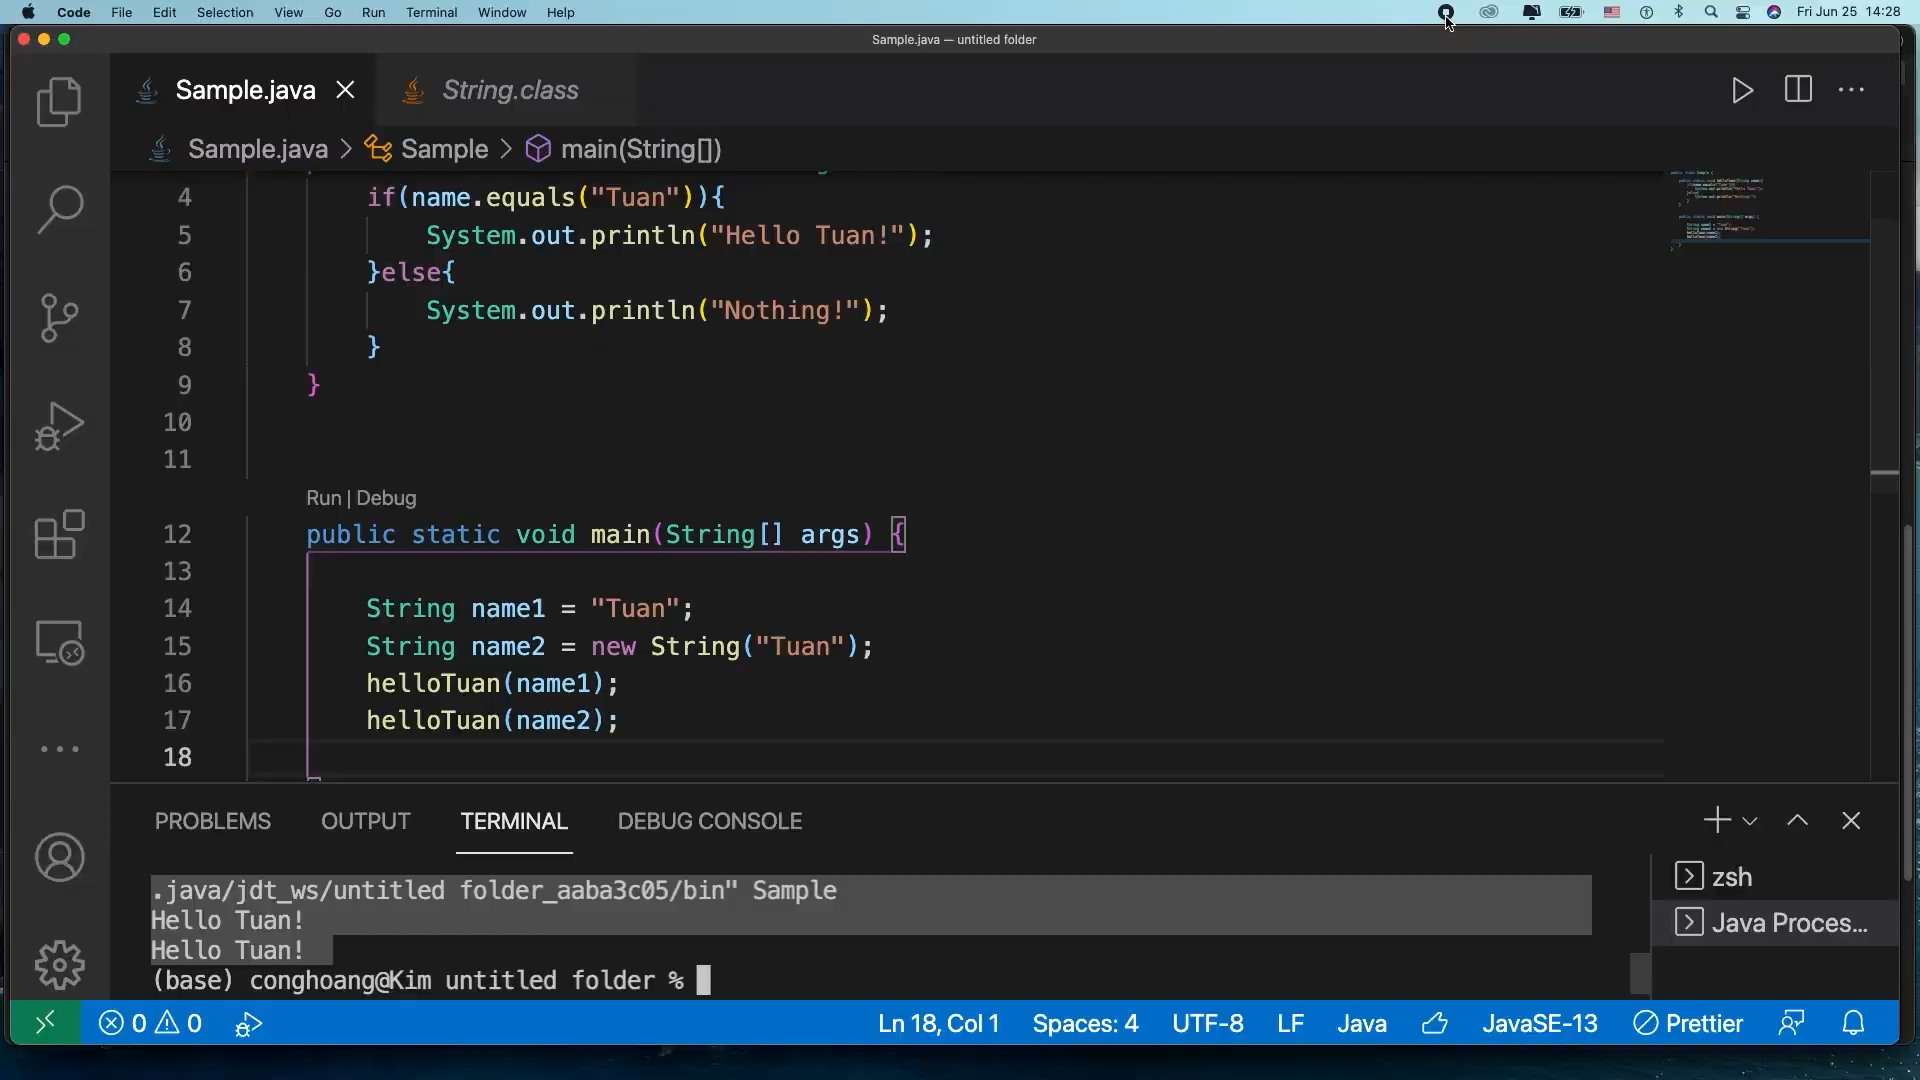 Code File Edit Selection View Go Run Terminal Window Help Fri Jun 25 14:28
Sample.java — untitled folder
Sample.java String.class
Sample.java > Sample > main(String[])
4 if(name.equals("Tuan")){
5 System.out.println("Hello Tuan!");
6 }else{
7 System.out.println("Nothing!");
8 }
9 }
10
11
Run | Debug
12 public static void main(String[] args) {
13
14 String name1 = "Tuan";
15 String name2 = new String("Tuan");
16 helloTuan(name1);
17 helloTuan(name2);
18
PROBLEMS OUTPUT TERMINAL DEBUG CONSOLE
.java/jdt_ws/untitled folder_aaba3c05/bin" Sample
Hello Tuan!
Hello Tuan!
(base) conghoang@Kim untitled folder %
zsh
Java Proces...
0 0 Ln 18, Col 1 Spaces: 4 UTF-8 LF Java JavaSE-13 Prettier